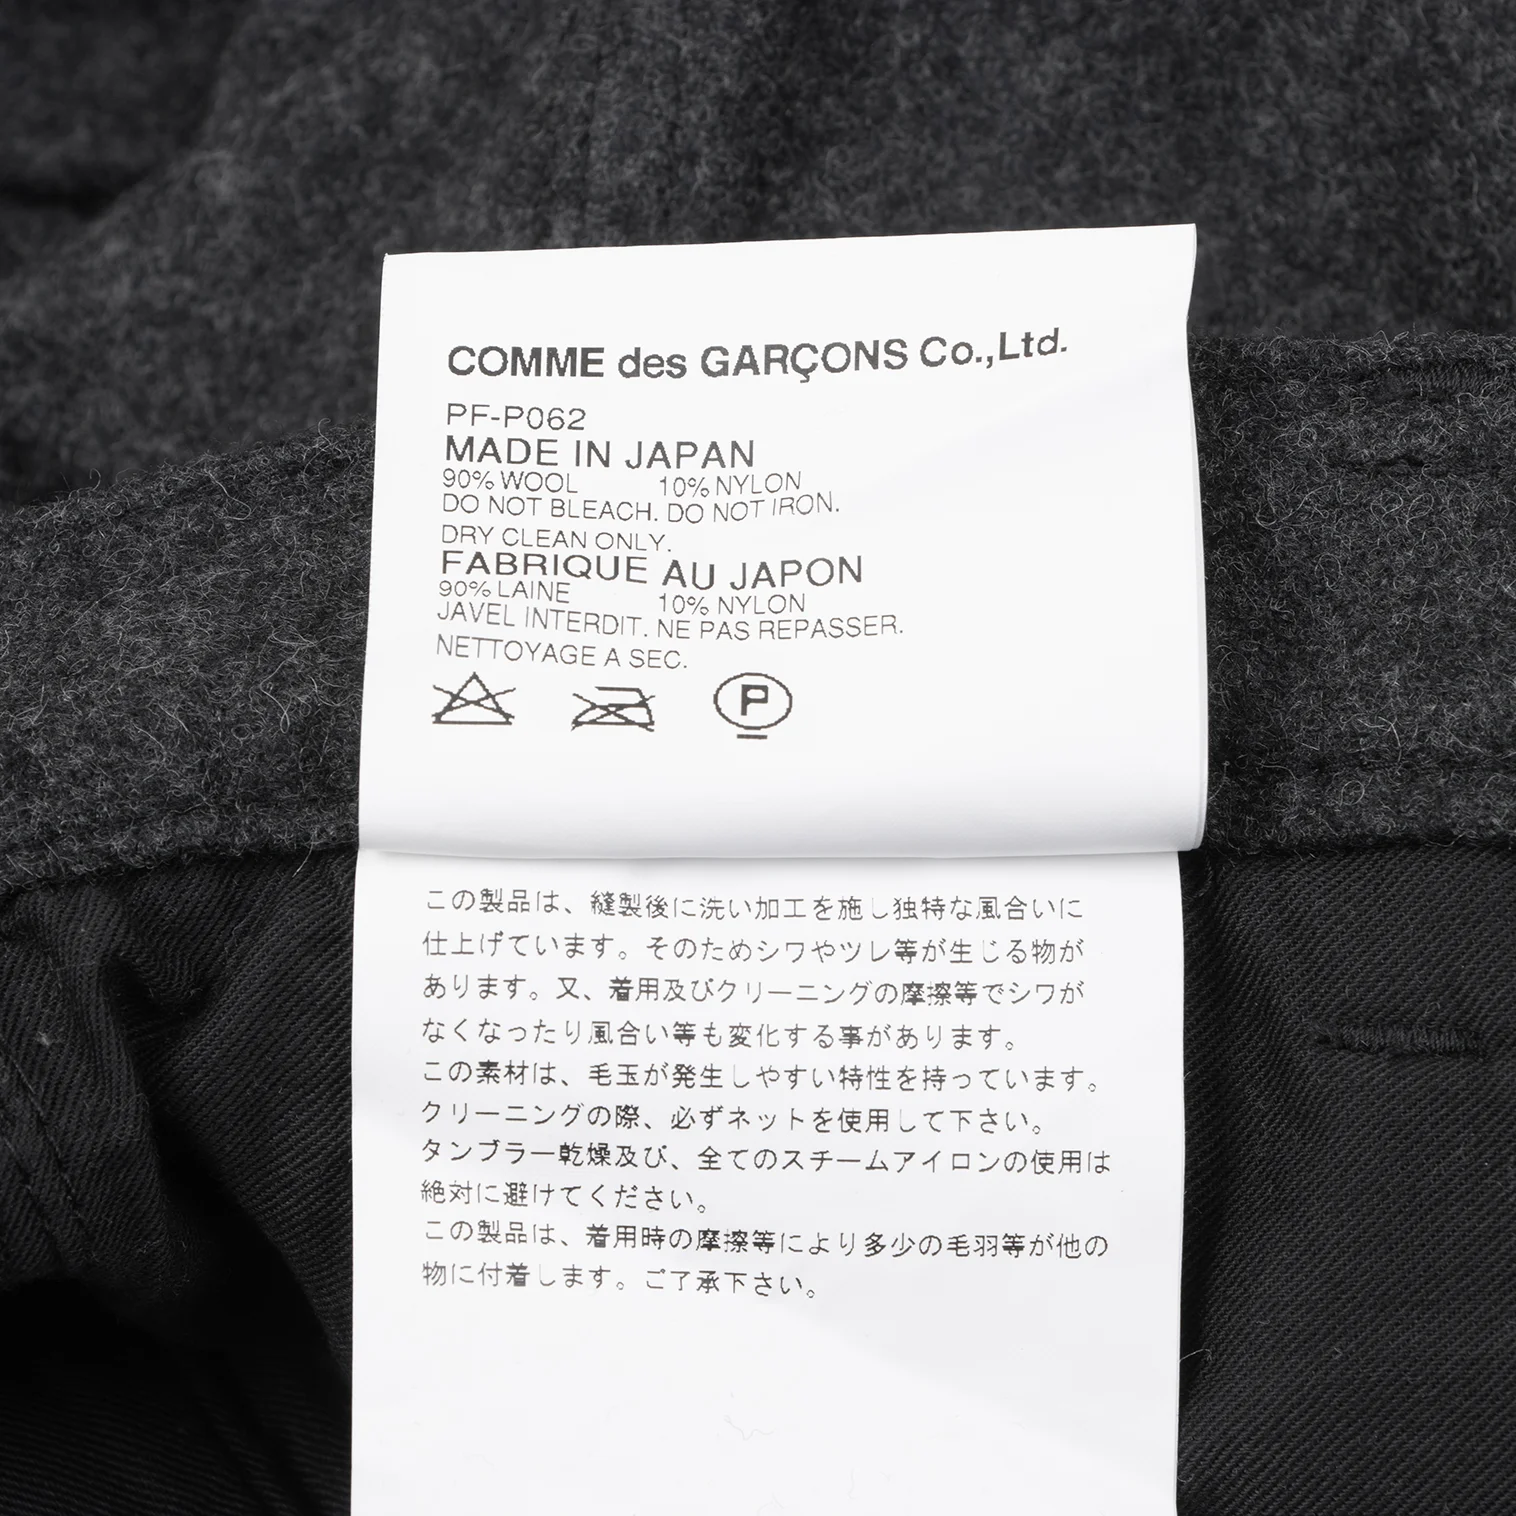 COMME des GARÇONS Co.,Ltd.
PF-P062
MADE IN JAPAN
90% WOOL 10% NYLON
DO NOT BLEACH. DO NOT IRON.
DRY CLEAN ONLY.
FABRIQUE AU JAPON
90% LAINE 10% NYLON
JAVEL INTERDIT. NE PAS REPASSER.
NETTOYAGE A SEC.
P
この製品は、縫製後に洗い加工を施し独特な風合いに
仕上げています。そのためシワやツレ等が生じる物が
あります。又、着用及びクリーニングの摩擦等でシワが
なくなったり風合い等も変化する事があります。
この素材は、毛玉が発生しやすい特性を持っています。
クリーニングの際、必ずネットを使用して下さい。
タンブラー乾燥及び、全てのスチームアイロンの使用は
絶対に避けてください。
この製品は、着用時の摩擦等により多少の毛羽等が他の
物に付着します。ご了承下さい。